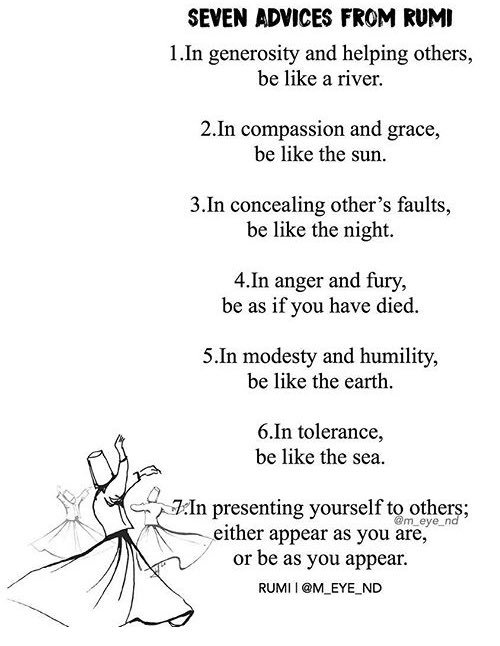 SEVEN ADVICES FROM RUMI
1.In generosity and helping others,
be like a river.
2.In compassion and grace,
be like the sun.
3.In concealing other’s faults,
be like the night.
4.In anger and fury,
be as if you have died.
5.In modesty and humility,
be like the earth.
6.In tolerance,
be like the sea.
7.In presenting yourself to others;
@m_eye_nd
either appear as you are,
or be as you appear.
RUMI | @M_EYE_ND